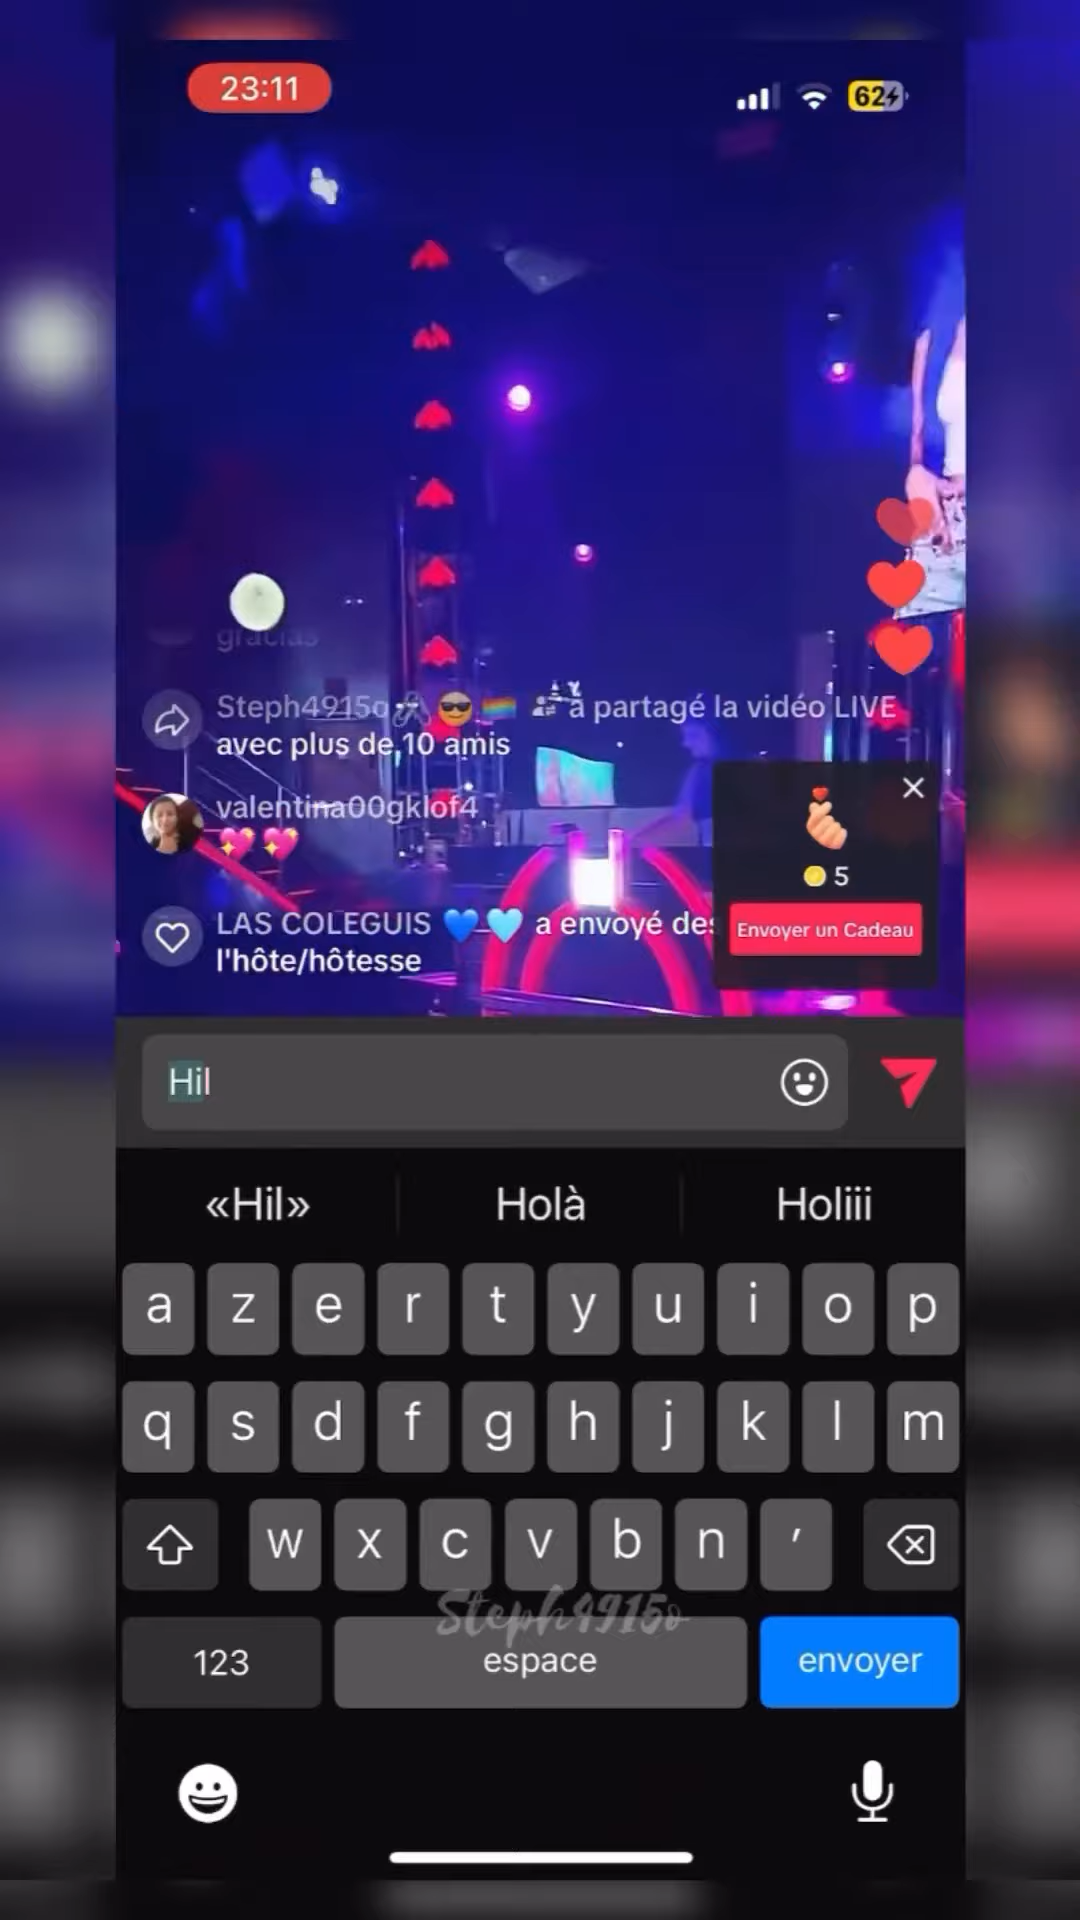 23:11
62
gracias
Steph4915o 😎 🏳️‍🌈 a partagé la vidéo LIVE
avec plus de 10 amis
valentina00gklof4
💖 💖
LAS COLEGUIS 💙 🩵 a envoyé des
l'hôte/hôtesse
5
Envoyer un Cadeau
Hil
«Hil» Holà Holiii
a z e r t y u i o p
q s d f g h j k l m
w x c v b n '
Steph4915o
123 espace envoyer